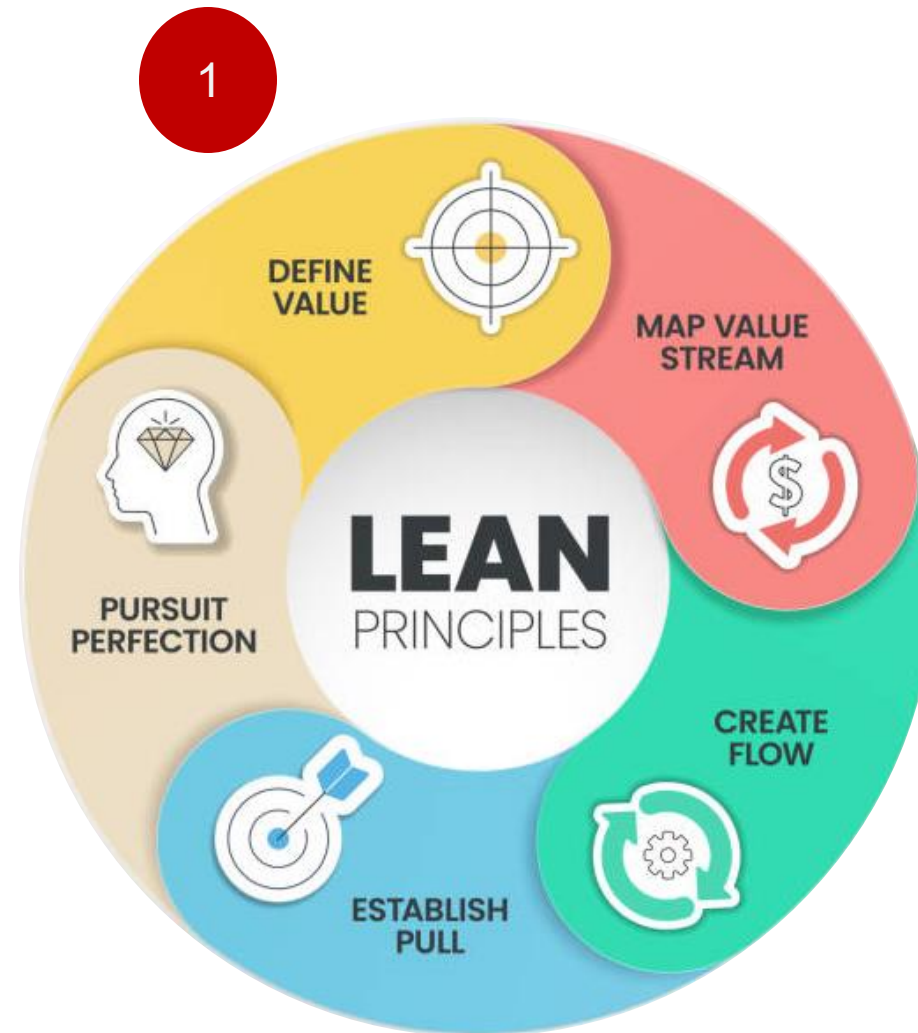 1
DEFINE
VALUE
MAP VALUE
STREAM
$
LEAN
PRINCIPLES
PURSUIT
PERFECTION
CREATE
FLOW
ESTABLISH
PULL